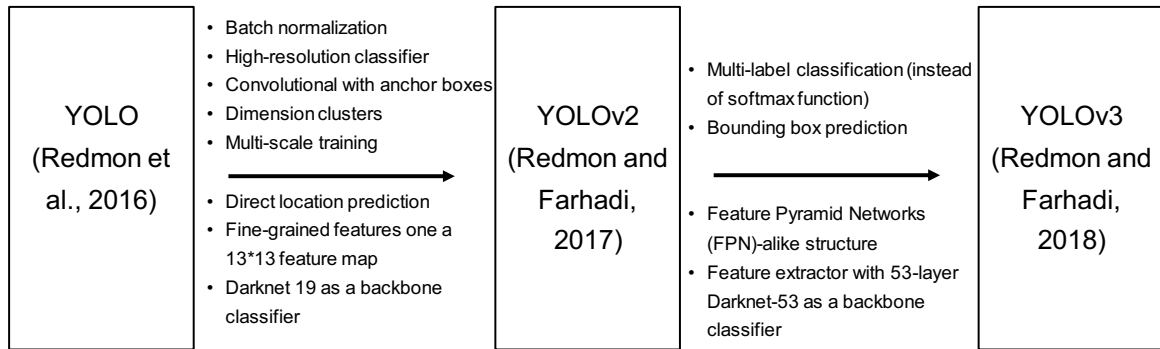 YOLO
(Redmon et
al., 2016)
• Batch normalization
• High-resolution classifier
• Convolutional with anchor boxes
• Dimension clusters
• Multi-scale training
• Direct location prediction
• Fine-grained features one a
13*13 feature map
• Darknet 19 as a backbone
classifier
YOLOv2
(Redmon and
Farhadi,
2017)
• Multi-label classification (instead
of softmax function)
• Bounding box prediction
• Feature Pyramid Networks
(FPN)-alike structure
• Feature extractor with 53-layer
Darknet-53 as a backbone
classifier
YOLOv3
(Redmon and
Farhadi,
2018)